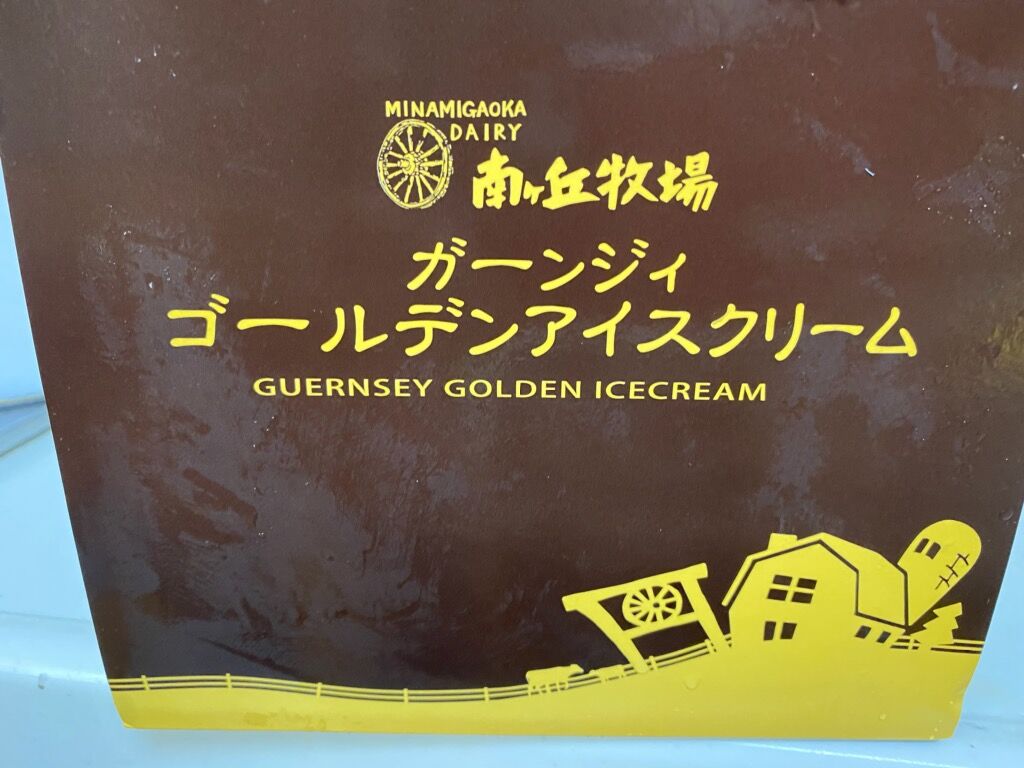 MINAMIGAOKA
DAIRY
南ヶ丘牧場
ガーンジィ
ゴールデンアイスクリーム
GUERNSEY GOLDEN ICECREAM